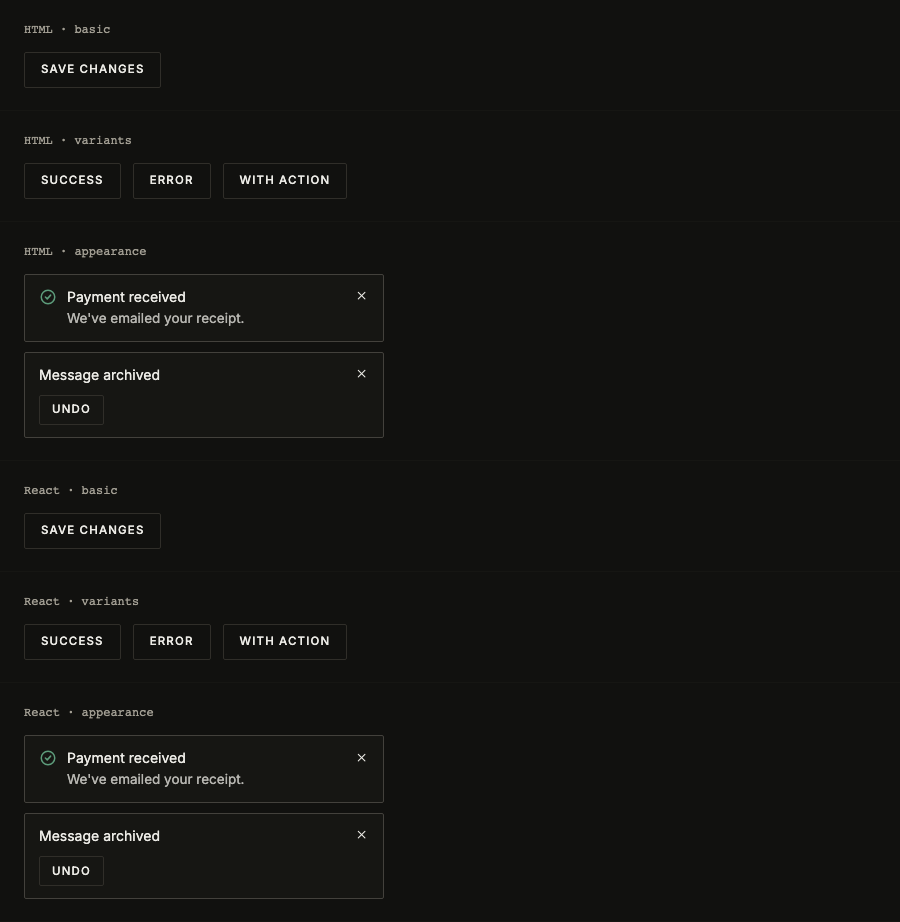 HTML · basic
SAVE CHANGES
HTML · variants
SUCCESS ERROR WITH ACTION
HTML · appearance
Payment received
We've emailed your receipt.
Message archived
UNDO
React · basic
SAVE CHANGES
React · variants
SUCCESS ERROR WITH ACTION
React · appearance
Payment received
We've emailed your receipt.
Message archived
UNDO